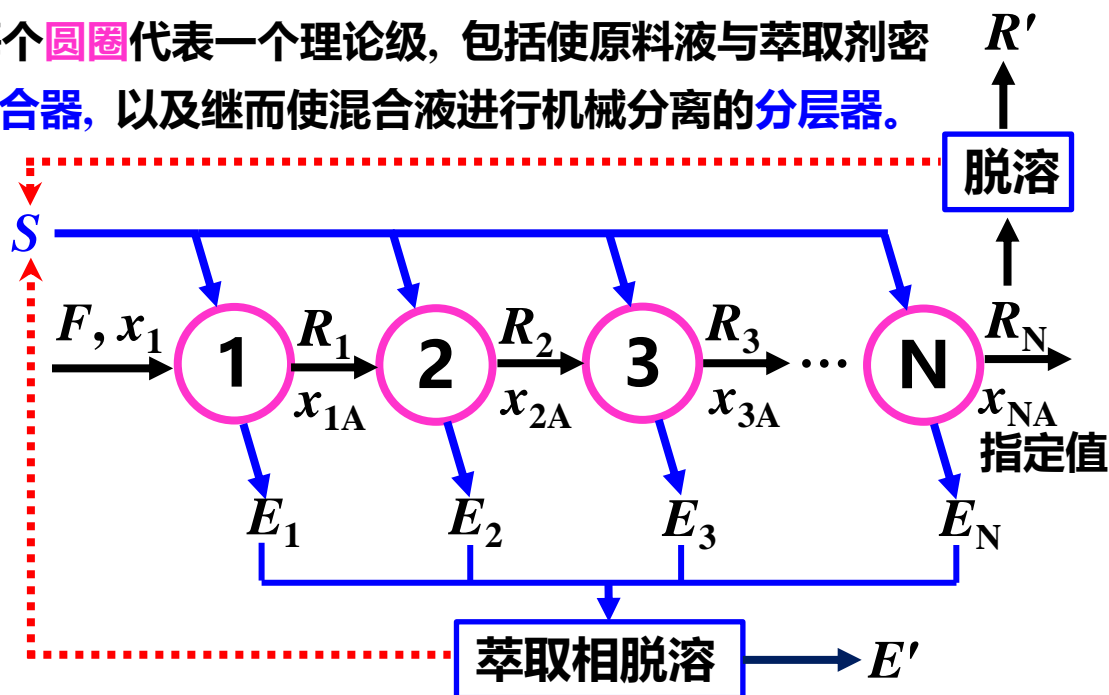 个圆圈代表一个理论级, 包括使原料液与萃取剂密
R′
合器, 以及继而使混合液进行机械分离的分层器。
脱溶
S
F, x₁
1
R₁
x₁A
2
R₂
x₂A
3
R₃
x₃A
…
N
R_N
x_NA
指定值
E₁
E₂
E₃
E_N
萃取相脱溶
E′